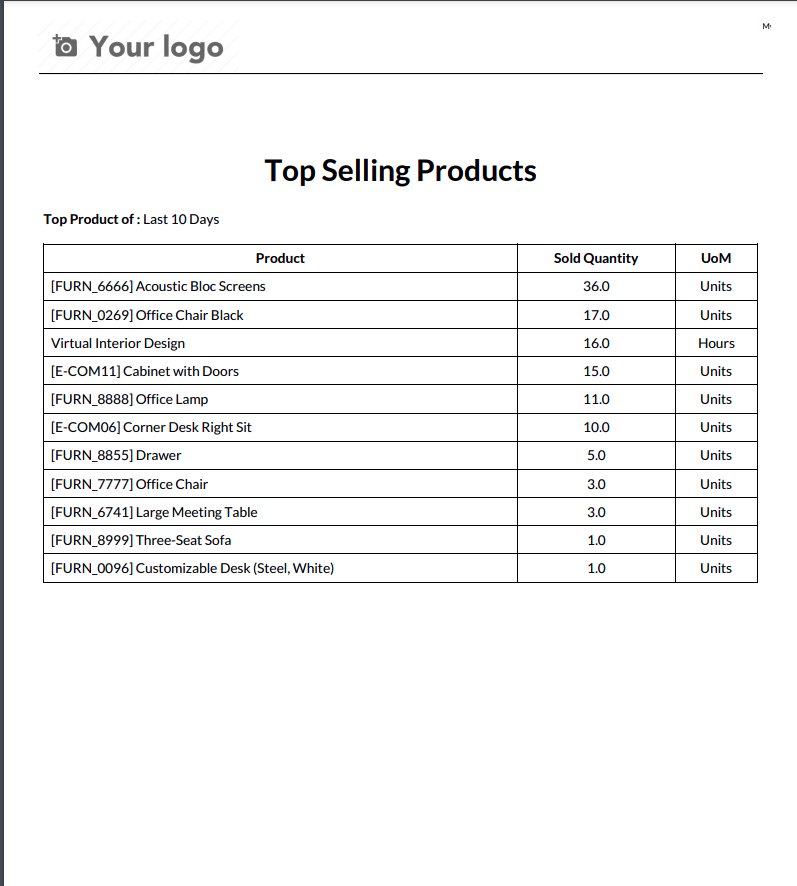 Your logo
Top Selling Products
Top Product of : Last 10 Days
Product Sold Quantity UoM
[FURN_6666] Acoustic Bloc Screens 36.0 Units
[FURN_0269] Office Chair Black 17.0 Units
Virtual Interior Design 16.0 Hours
[E-COM11] Cabinet with Doors 15.0 Units
[FURN_8888] Office Lamp 11.0 Units
[E-COM06] Corner Desk Right Sit 10.0 Units
[FURN_8855] Drawer 5.0 Units
[FURN_7777] Office Chair 3.0 Units
[FURN_6741] Large Meeting Table 3.0 Units
[FURN_8999] Three-Seat Sofa 1.0 Units
[FURN_0096] Customizable Desk (Steel, White) 1.0 Units